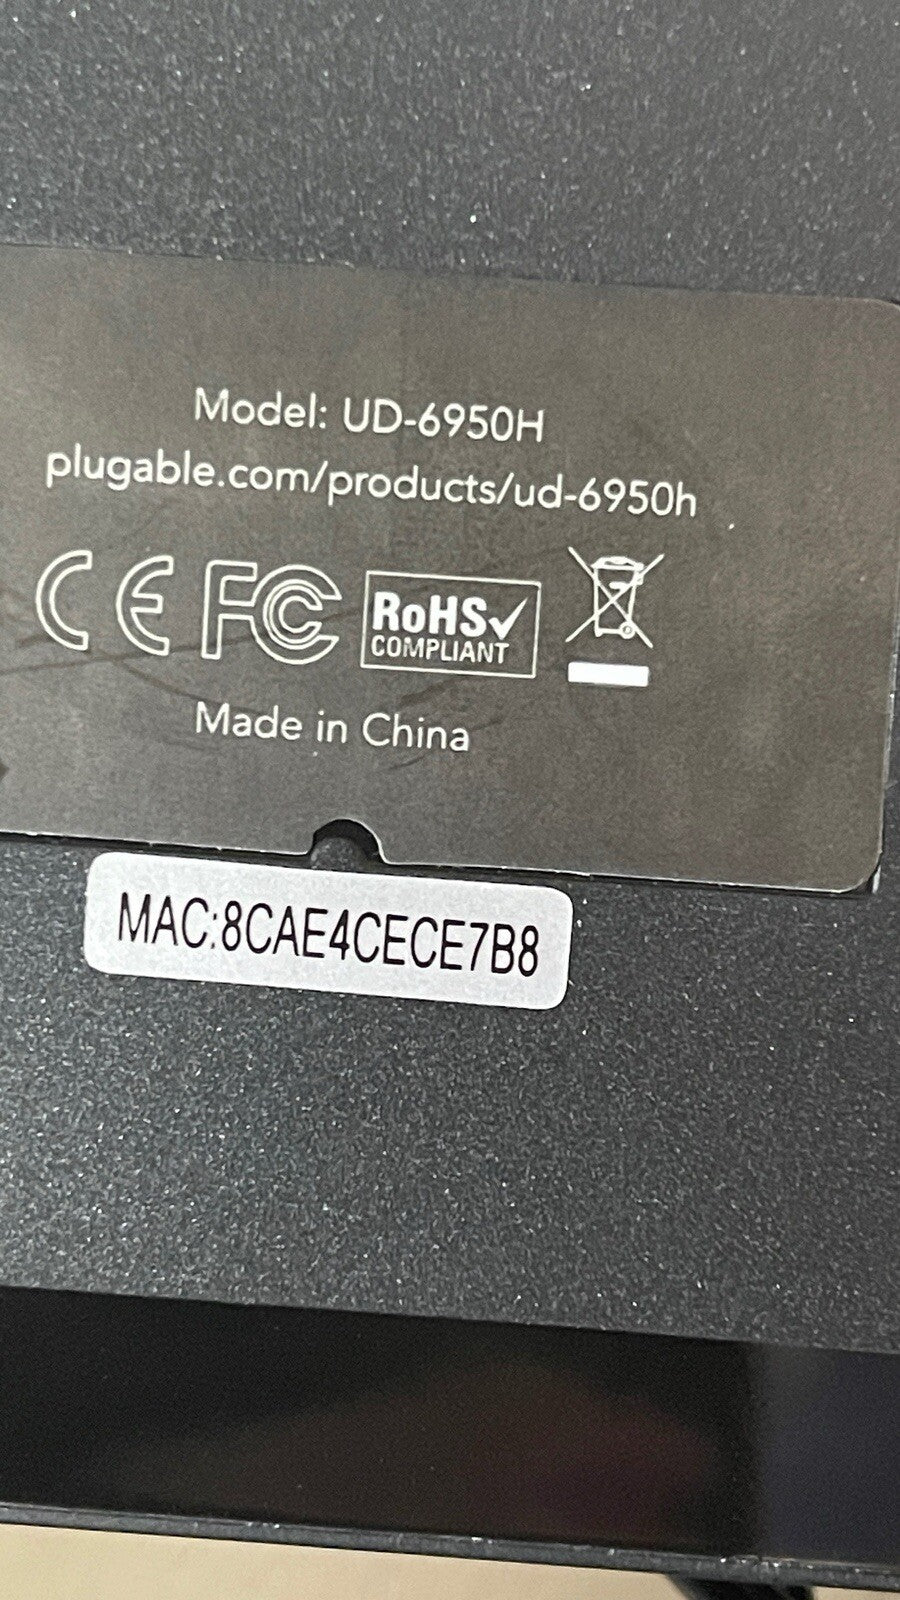 Model: UD-6950H
plugable.com/products/ud-6950h
CE FC RoHS✓
COMPLIANT
Made in China
MAC:8CAE4CECE7B8